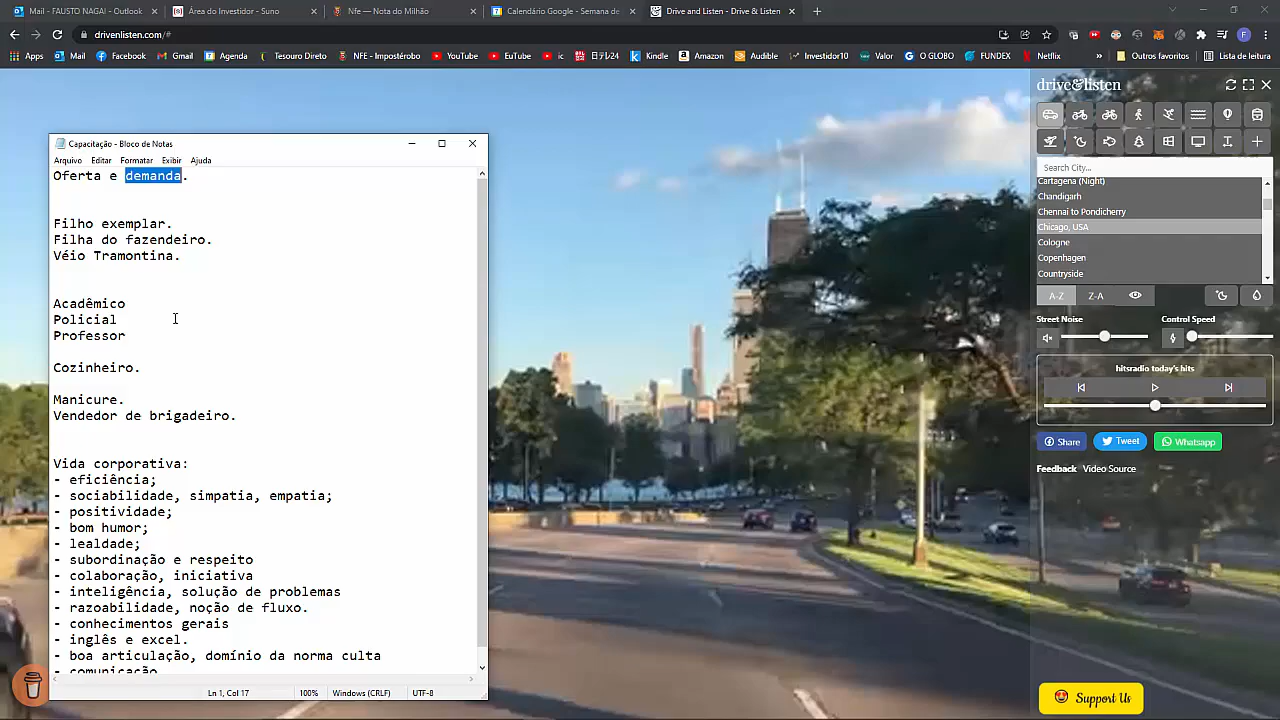 Mail - FAUSTO NAGAI - Outlook
Área do Investidor - Suno
Nfe — Nota do Milhão
Calendário Google - Semana de
Drive and Listen - Drive & Listen
drivenlisten.com/#
Apps
Mail
Facebook
Gmail
Agenda
Tesouro Direto
NFE - Impostérobo
YouTube
EuTube
ic
日テレ24
Kindle
Amazon
Audible
Investidor10
Valor
O GLOBO
FUNDEX
Netflix
»
Outros favoritos
Lista de leitura
Capacitação - Bloco de Notas
Arquivo Editar Formatar Exibir Ajuda
Oferta e demanda.
Filho exemplar.
Filha do fazendeiro.
Véio Tramontina.
Acadêmico
Policial
Professor
Cozinheiro.
Manicure.
Vendedor de brigadeiro.
Vida corporativa:
- eficiência;
- sociabilidade, simpatia, empatia;
- positividade;
- bom humor;
- lealdade;
- subordinação e respeito
- colaboração, iniciativa
- inteligência, solução de problemas
- razoabilidade, noção de fluxo.
- conhecimentos gerais
- inglês e excel.
- boa articulação, domínio da norma culta
- comunicação
Ln 1, Col 17
100%
Windows (CRLF)
UTF-8
drive&listen
Search City...
Cartagena (Night)
Chandigarh
Chennai to Pondicherry
Chicago, USA
Cologne
Copenhagen
Countryside
A-Z
Z-A
Street Noise
Control Speed
hitsradio today's hits
Share
Tweet
Whatsapp
Feedback Video Source
Support Us